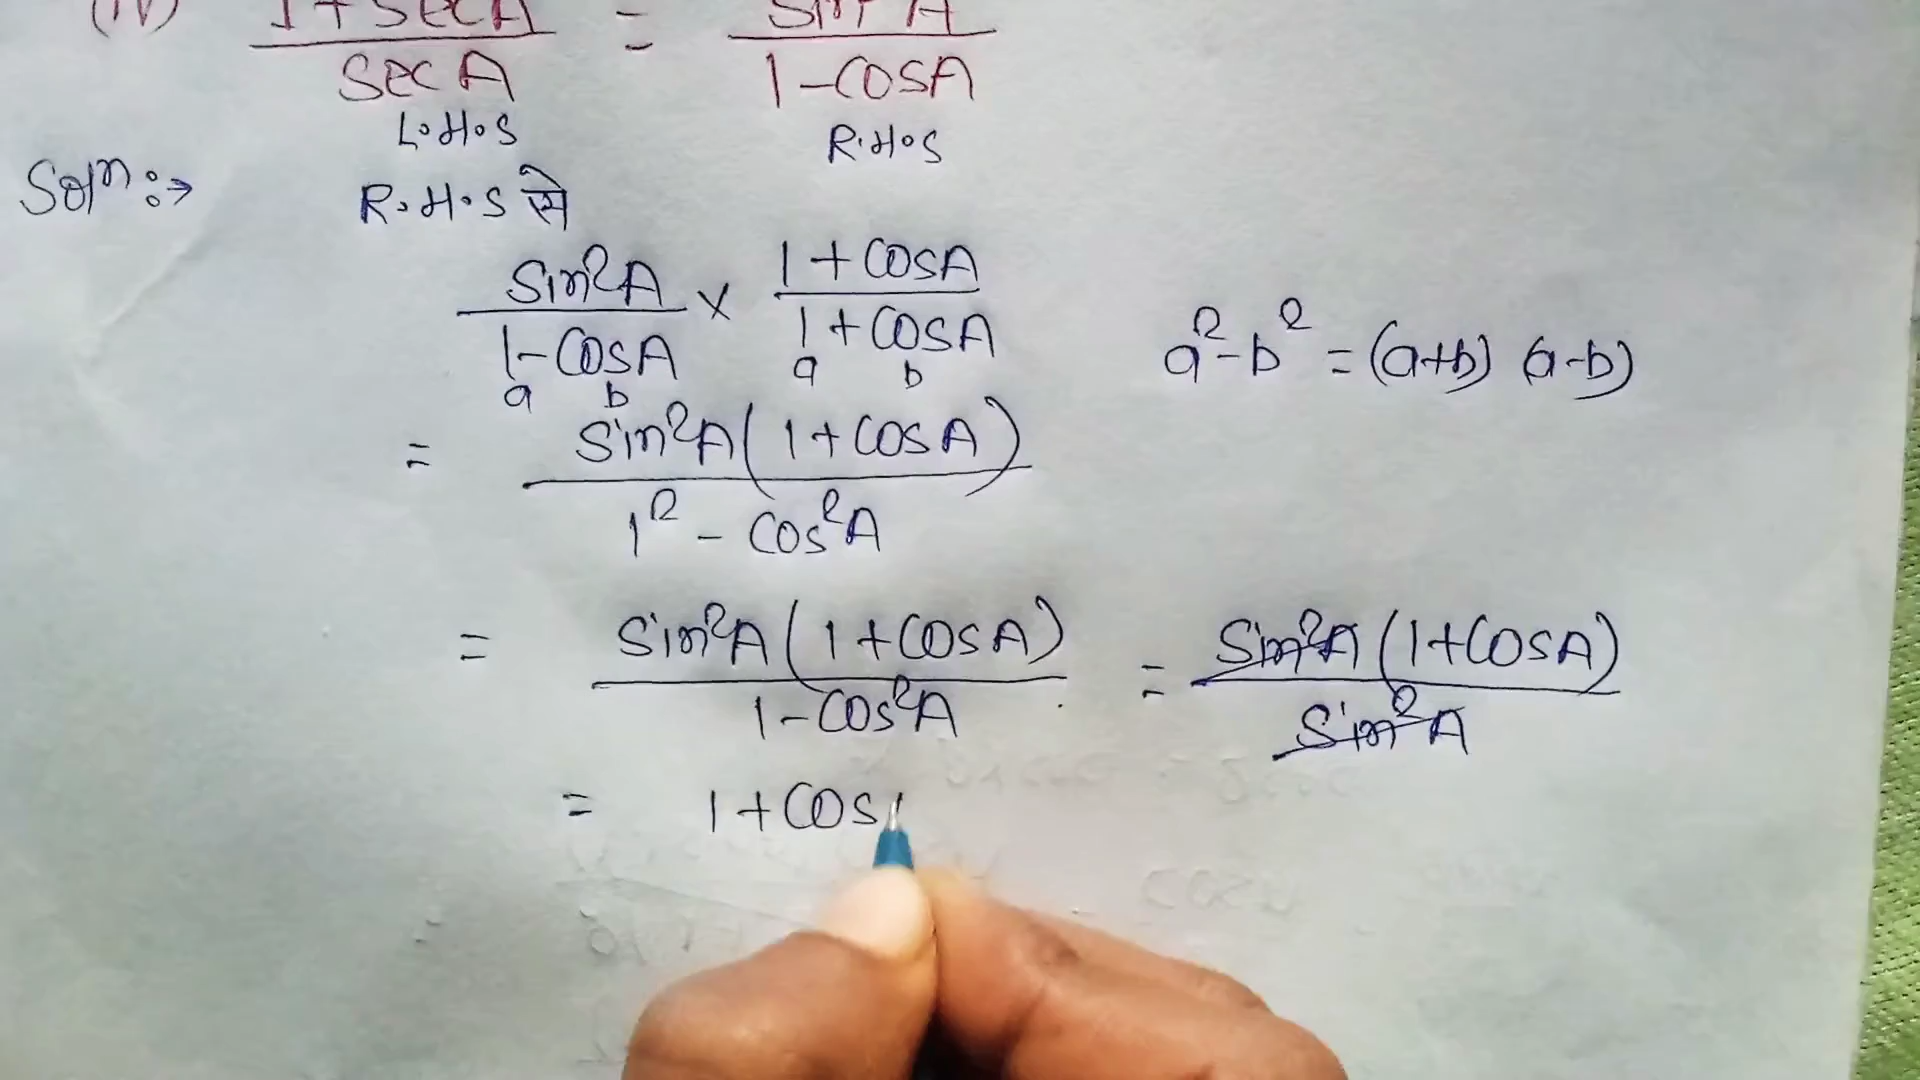 (iv) 1+secA / secA = sin²A / 1-cosA
L.H.S R.H.S
Solⁿ:→ R.H.S से
sin²A / 1-cosA × 1+cosA / 1+cosA a²-b² = (a+b) (a-b)
a b a b
= sin²A(1+cosA) / 1² - cos²A
= sin²A(1+cosA) / 1-cos²A = sin²A(1+cosA) / sin²A
= 1+cos